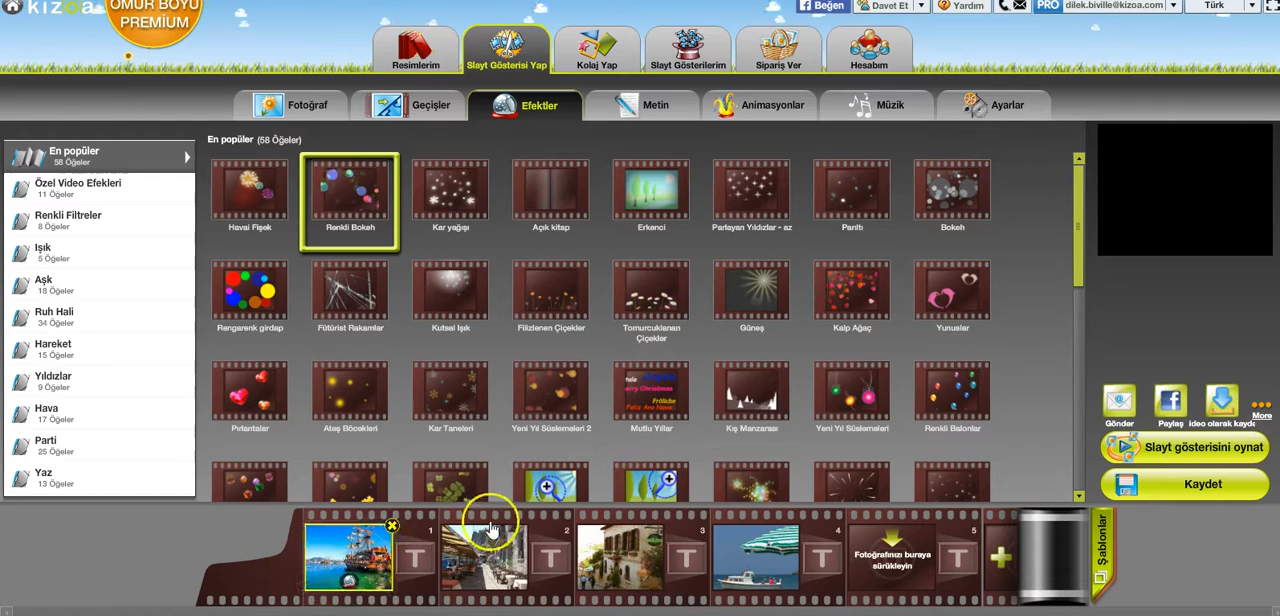 kizoa
ÖMÜR BOYU
PREMIUM
Beğen
Davet Et
Yardım
PRO
dilek.biville@kizoa.com
Türk
Resimlerim
Slayt Gösterisi Yap
Kolaj Yap
Slayt Gösterilerim
Sipariş Ver
Hesabım
Fotoğraf
Geçişler
Efektler
Metin
Animasyonlar
Müzik
Ayarlar
En popüler
58 Öğeler
Özel Video Efekleri
11 Öğeler
Renkli Filtreler
8 Öğeler
Işık
5 Öğeler
Aşk
18 Öğeler
Ruh Hali
34 Öğeler
Hareket
15 Öğeler
Yıldızlar
9 Öğeler
Hava
17 Öğeler
Parti
25 Öğeler
Yaz
13 Öğeler
En popüler (58 Öğeler)
Havai Fişek
Renkli Bokeh
Kar yağışı
Açık kitap
Erkenci
Parlayan Yıldızlar - az
Parıltı
Bokeh
Rengarenk girdap
Fütürist Rakamlar
Kutsal Işık
Filizlenen Çiçekler
Tomurcuklanan
Çiçekler
Güneş
Kalp Ağaç
Yunuslar
Pırlantalar
Ateş Böcekleri
Kar Taneleri
Yeni Yıl Süslemeleri 2
Mutlu Yıllar
Kış Manzarası
Yeni Yıl Süslemeleri
Renkli Balonlar
Gönder
Paylaş
ideo olarak kayde
More
Slayt gösterisini oynat
Kaydet
1
T
2
T
3
T
4
T
Fotoğrafınızı buraya
sürükleyin
5
T
Şablonlar